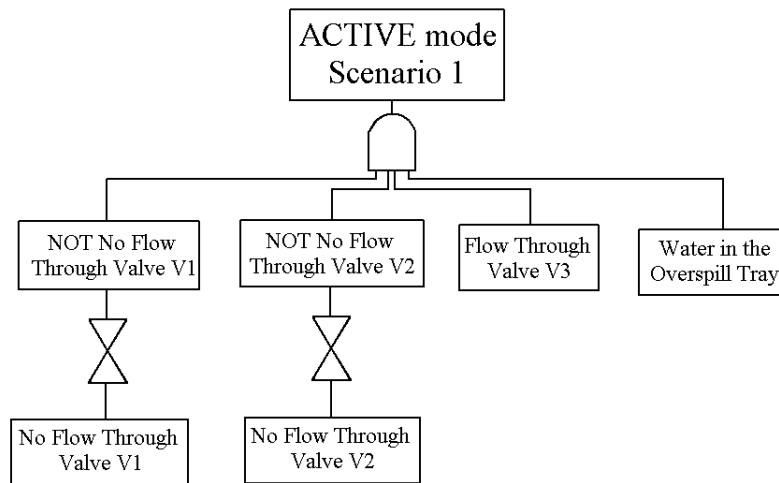 ACTIVE mode
Scenario 1
NOT No Flow
Through Valve V1
NOT No Flow
Through Valve V2
Flow Through
Valve V3
Water in the
Overspill Tray
No Flow Through
Valve V1
No Flow Through
Valve V2